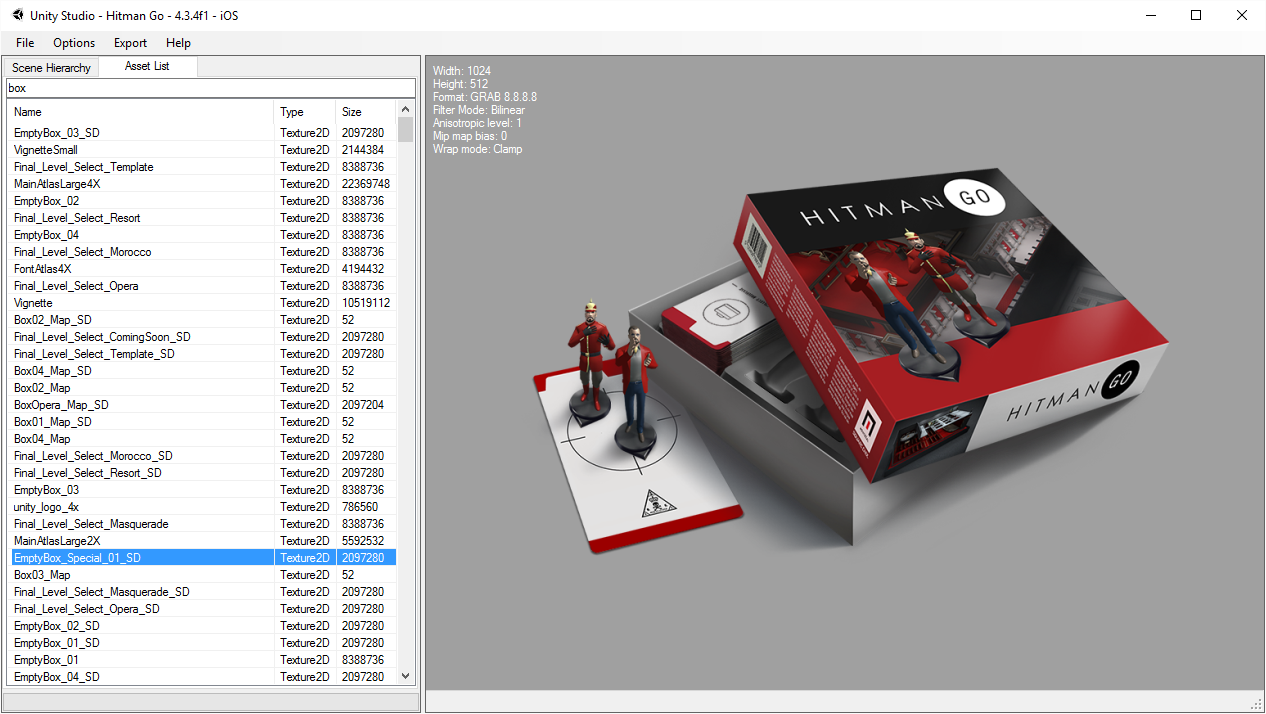 Unity Studio - Hitman Go - 4.3.4f1 - iOS
File Options Export Help
Scene Hierarchy Asset List
box
Name Type Size
EmptyBox_03_SD Texture2D 2097280
VignetteSmall Texture2D 2144384
Final_Level_Select_Template Texture2D 8388736
MainAtlasLarge4X Texture2D 22369748
EmptyBox_02 Texture2D 8388736
Final_Level_Select_Resort Texture2D 8388736
EmptyBox_04 Texture2D 8388736
Final_Level_Select_Morocco Texture2D 8388736
FontAtlas4X Texture2D 4194432
Final_Level_Select_Opera Texture2D 8388736
Vignette Texture2D 10519112
Box02_Map_SD Texture2D 52
Final_Level_Select_ComingSoon_SD Texture2D 2097280
Final_Level_Select_Template_SD Texture2D 2097280
Box04_Map_SD Texture2D 52
Box02_Map Texture2D 52
BoxOpera_Map_SD Texture2D 2097204
Box01_Map_SD Texture2D 52
Box04_Map Texture2D 52
Final_Level_Select_Morocco_SD Texture2D 2097280
Final_Level_Select_Resort_SD Texture2D 2097280
EmptyBox_03 Texture2D 8388736
unity_logo_4x Texture2D 786560
Final_Level_Select_Masquerade Texture2D 8388736
MainAtlasLarge2X Texture2D 5592532
EmptyBox_Special_01_SD Texture2D 2097280
Box03_Map Texture2D 52
Final_Level_Select_Masquerade_SD Texture2D 2097280
Final_Level_Select_Opera_SD Texture2D 2097280
EmptyBox_02_SD Texture2D 2097280
EmptyBox_01_SD Texture2D 2097280
EmptyBox_01 Texture2D 8388736
EmptyBox_04_SD Texture2D 2097280
Width: 1024
Height: 512
Format: GRAB 8.8.8.8
Filter Mode: Bilinear
Anisotropic level: 1
Mip map bias: 0
Wrap mode: Clamp
HITMAN GO
HITMAN GO